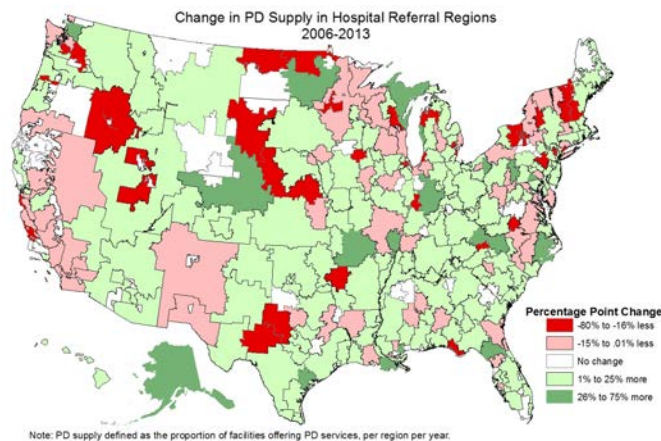 Change in PD Supply in Hospital Referral Regions
2006-2013
Percentage Point Change
-80% to -16% less
-15% to .01% less
No change
1% to 25% more
26% to 75% more
Note: PD supply defined as the proportion of facilities offering PD services, per region per year.